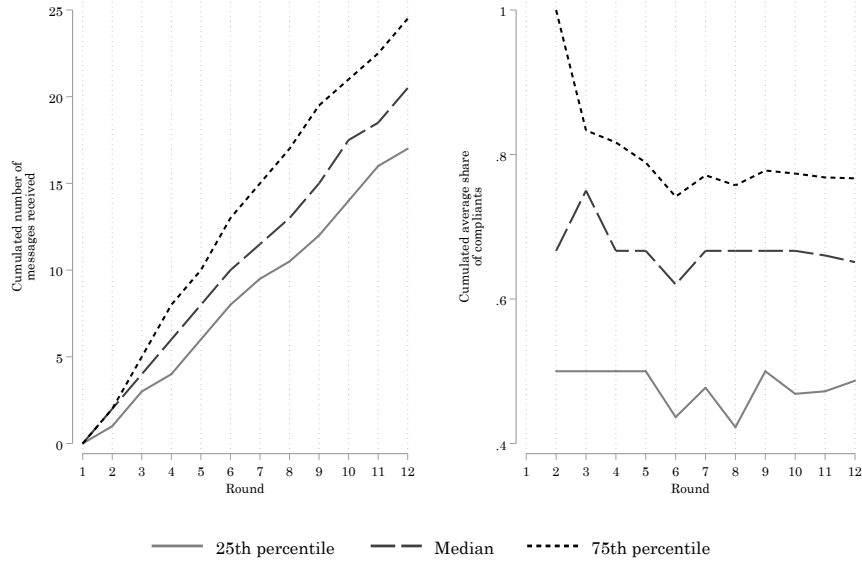 25
20
15
10
5
0
Cumulated number of
messages received
1 2 3 4 5 6 7 8 9 10 11 12
Round
1
.8
.6
.4
Cumulated average share
of compliants
1 2 3 4 5 6 7 8 9 10 11 12
Round
25th percentile Median 75th percentile